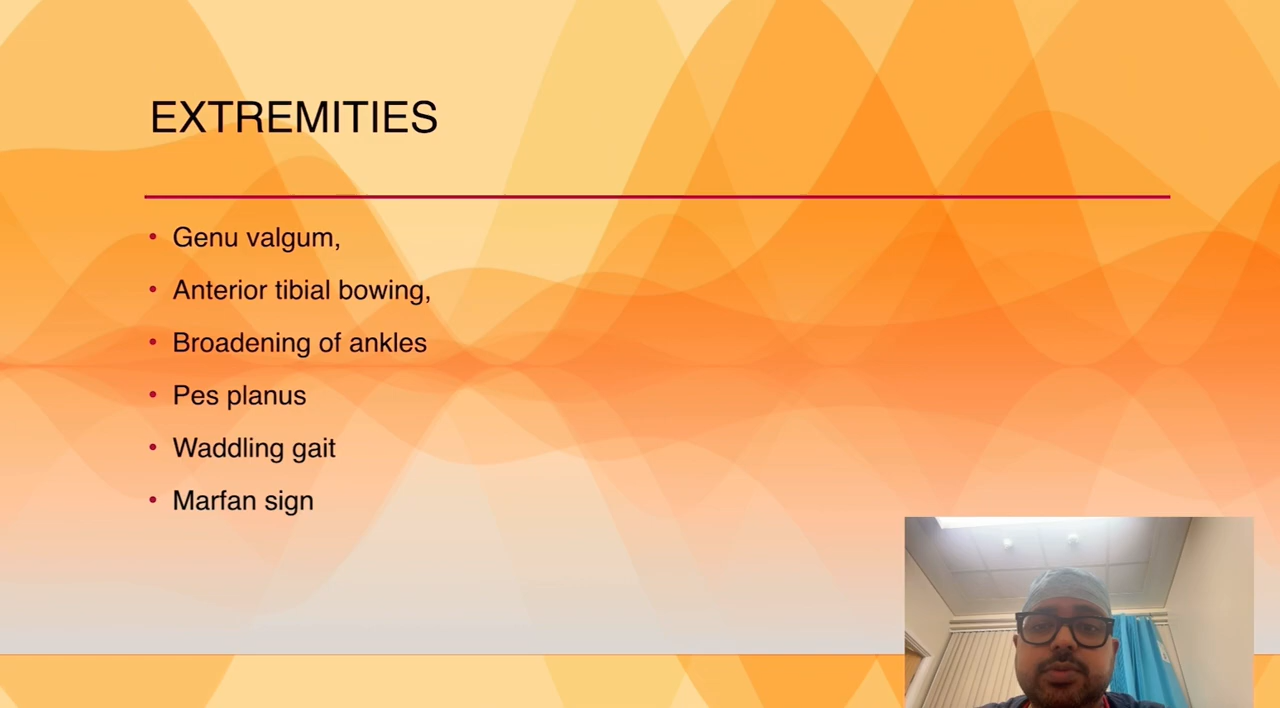 EXTREMITIES
• Genu valgum,
• Anterior tibial bowing,
• Broadening of ankles
• Pes planus
• Waddling gait
• Marfan sign